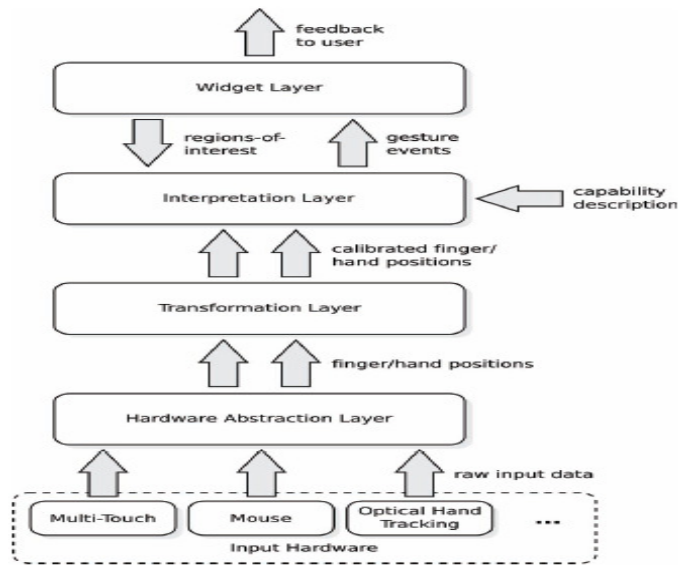 feedback
to user
Widget Layer
regions-of-
interest
gesture
events
Interpretation Layer
capability
description
calibrated finger/
hand positions
Transformation Layer
finger/hand positions
Hardware Abstraction Layer
raw input data
Multi-Touch
Mouse
Optical Hand
Tracking
...
Input Hardware